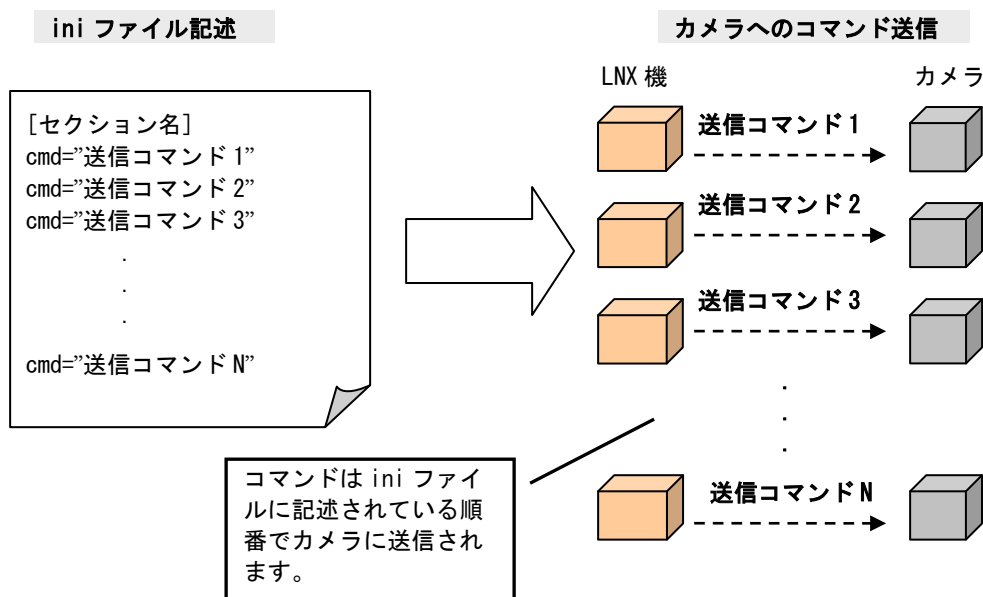 ini ファイル記述
カメラへのコマンド送信
[セクション名]
cmd=”送信コマンド 1”
cmd=”送信コマンド 2”
cmd=”送信コマンド 3”
.
.
.
cmd=”送信コマンド N”
LNX 機
カメラ
送信コマンド 1
送信コマンド 2
送信コマンド 3
.
.
.
送信コマンド N
コマンドは ini ファイ
ルに記述されている順
番でカメラに送信され
ます。